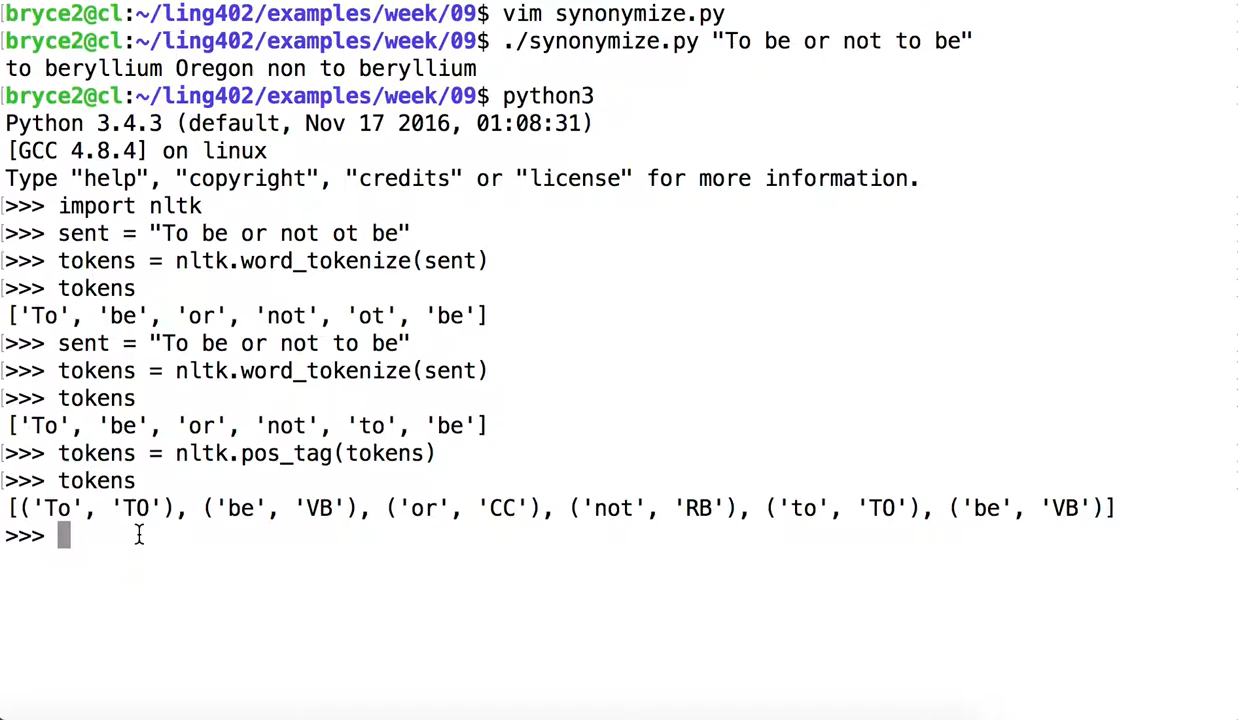 bryce2@cl:~/ling402/examples/week/09$ vim synonymize.py
bryce2@cl:~/ling402/examples/week/09$ ./synonymize.py "To be or not to be"
to beryllium Oregon non to beryllium
bryce2@cl:~/ling402/examples/week/09$ python3
Python 3.4.3 (default, Nov 17 2016, 01:08:31)
[GCC 4.8.4] on linux
Type "help", "copyright", "credits" or "license" for more information.
>>> import nltk
>>> sent = "To be or not ot be"
>>> tokens = nltk.word_tokenize(sent)
>>> tokens
['To', 'be', 'or', 'not', 'ot', 'be']
>>> sent = "To be or not to be"
>>> tokens = nltk.word_tokenize(sent)
>>> tokens
['To', 'be', 'or', 'not', 'to', 'be']
>>> tokens = nltk.pos_tag(tokens)
>>> tokens
[('To', 'TO'), ('be', 'VB'), ('or', 'CC'), ('not', 'RB'), ('to', 'TO'), ('be', 'VB')]
>>>